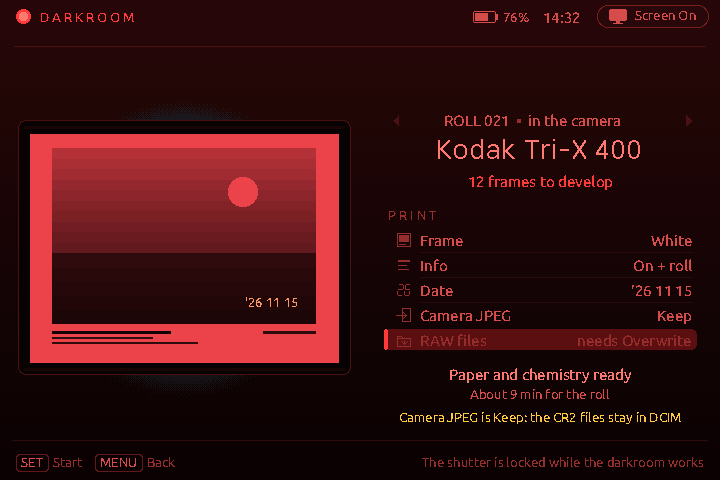 DARKROOM
76% 14:32 Screen On
ROLL 021 • in the camera
Kodak Tri-X 400
12 frames to develop
PRINT
Frame White
Info On + roll
Date '26 11 15
Camera JPEG Keep
RAW files needs Overwrite
'26 11 15
Paper and chemistry ready
About 9 min for the roll
Camera JPEG is Keep: the CR2 files stay in DCIM
SET Start MENU Back
The shutter is locked while the darkroom works